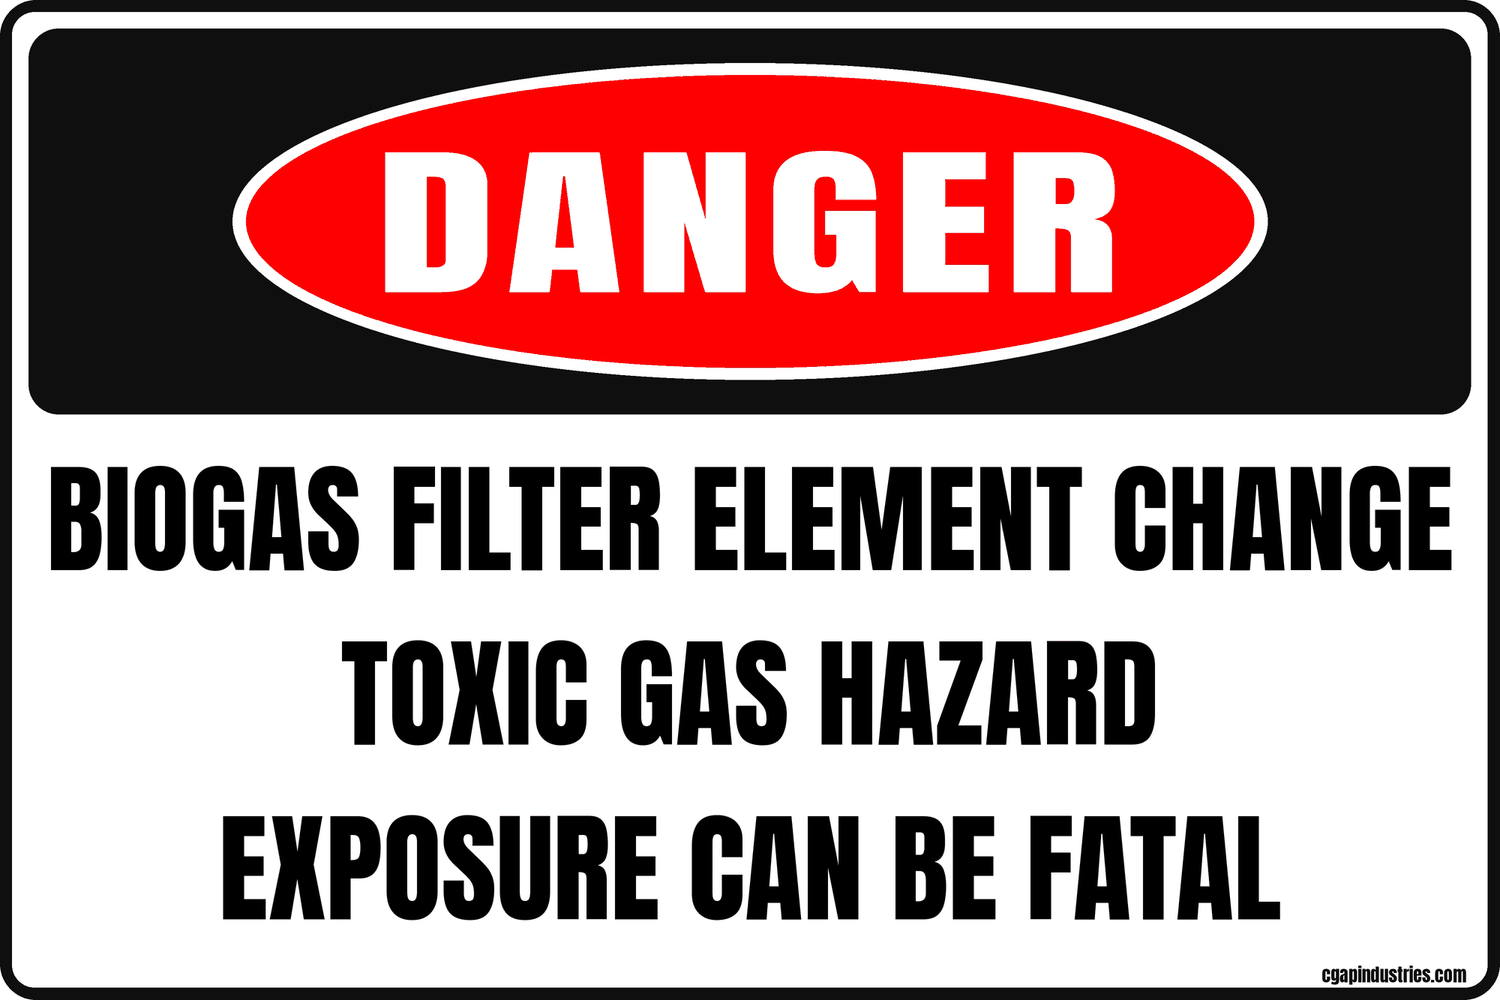 DANGER
BIOGAS FILTER ELEMENT CHANGE
TOXIC GAS HAZARD
EXPOSURE CAN BE FATAL
cgapindustries.com